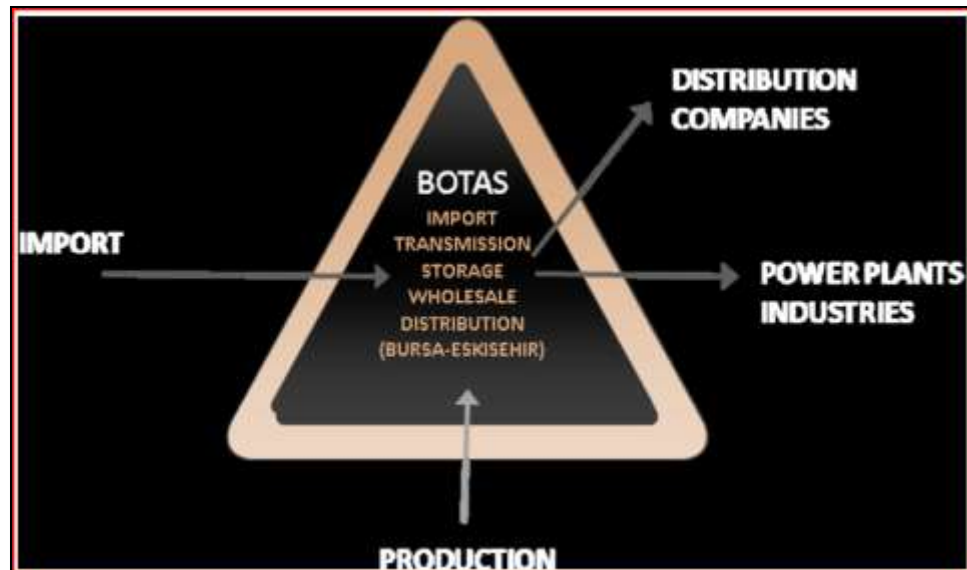 DISTRIBUTION
COMPANIES
BOTAS
IMPORT
TRANSMISSION
STORAGE
WHOLESALE
DISTRIBUTION
(BURSA-ESKISEHIR)
IMPORT
POWER PLANTS
INDUSTRIES
PRODUCTION